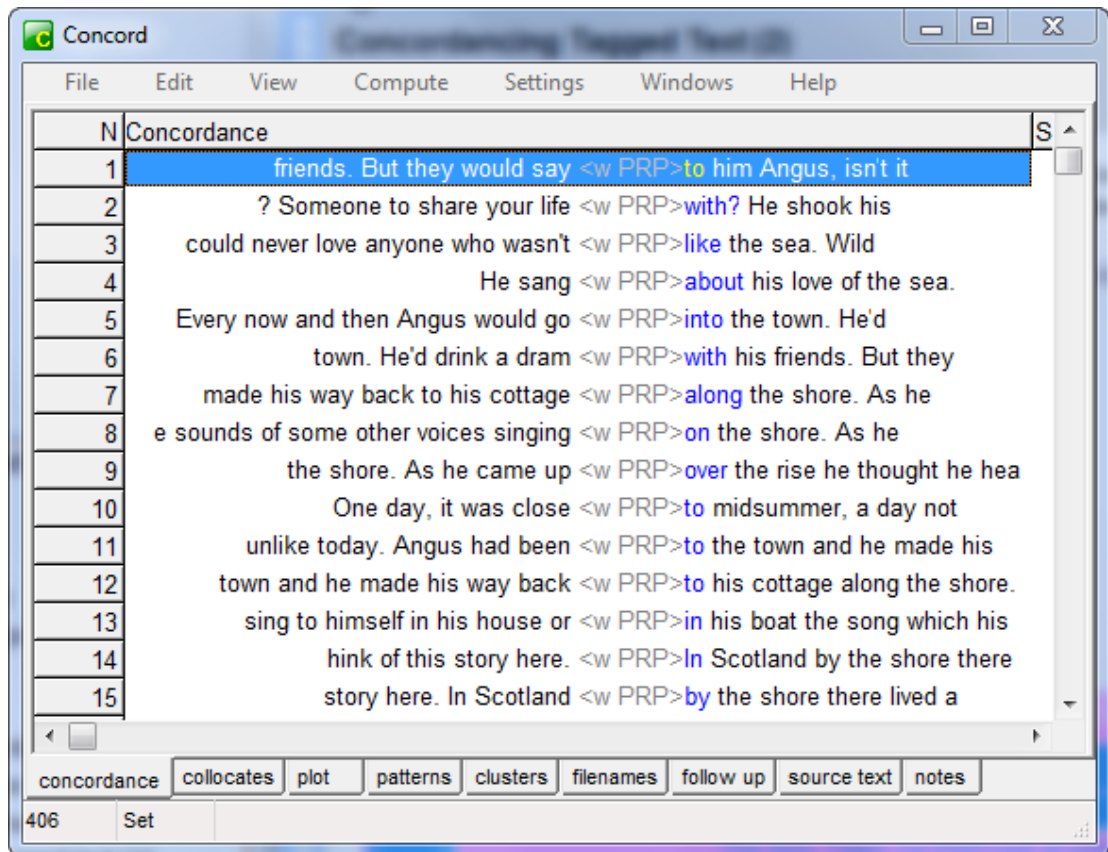 Concordancing Tagged Text (2)
Concord
File Edit View Compute Settings Windows Help
N Concordance S
1 friends. But they would say <w PRP>to him Angus, isn't it
2 ? Someone to share your life <w PRP>with? He shook his
3 could never love anyone who wasn't <w PRP>like the sea. Wild
4 He sang <w PRP>about his love of the sea.
5 Every now and then Angus would go <w PRP>into the town. He'd
6 town. He'd drink a dram <w PRP>with his friends. But they
7 made his way back to his cottage <w PRP>along the shore. As he
8 e sounds of some other voices singing <w PRP>on the shore. As he
9 the shore. As he came up <w PRP>over the rise he thought he hea
10 One day, it was close <w PRP>to midsummer, a day not
11 unlike today. Angus had been <w PRP>to the town and he made his
12 town and he made his way back <w PRP>to his cottage along the shore.
13 sing to himself in his house or <w PRP>in his boat the song which his
14 hink of this story here. <w PRP>In Scotland by the shore there
15 story here. In Scotland <w PRP>by the shore there lived a
concordance collocates plot patterns clusters filenames follow up source text notes
406 Set